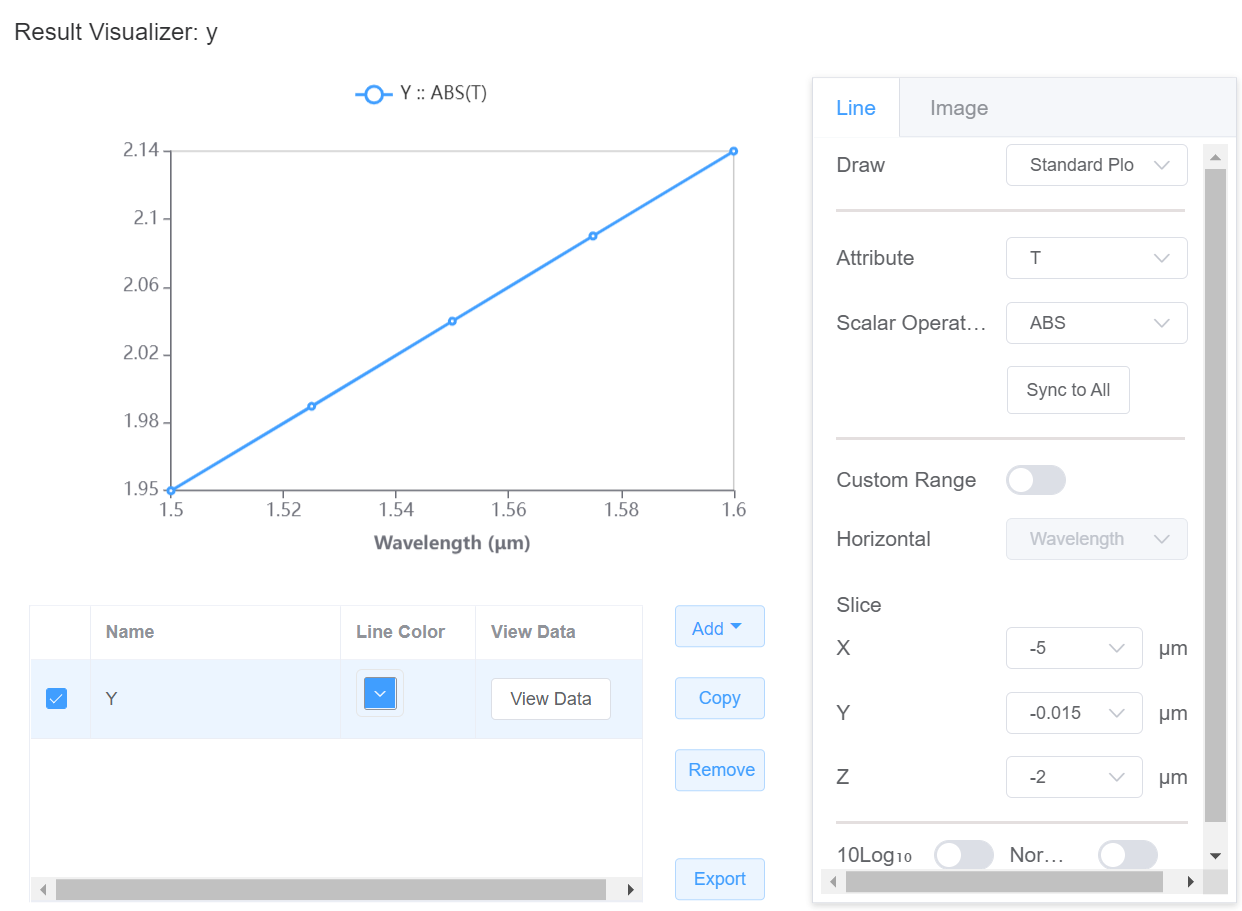 Result Visualizer: y
Y :: ABS(T)
2.14
2.1
2.06
2.02
1.98
1.95
1.5 1.52 1.54 1.56 1.58 1.6
Wavelength (μm)
Name Line Color View Data
Y View Data
Add
Copy
Remove
Export
Line Image
Draw Standard Plo
Attribute T
Scalar Operat... ABS
Sync to All
Custom Range
Horizontal Wavelength
Slice
X -5 μm
Y -0.015 μm
Z -2 μm
10Log₁₀ Nor...